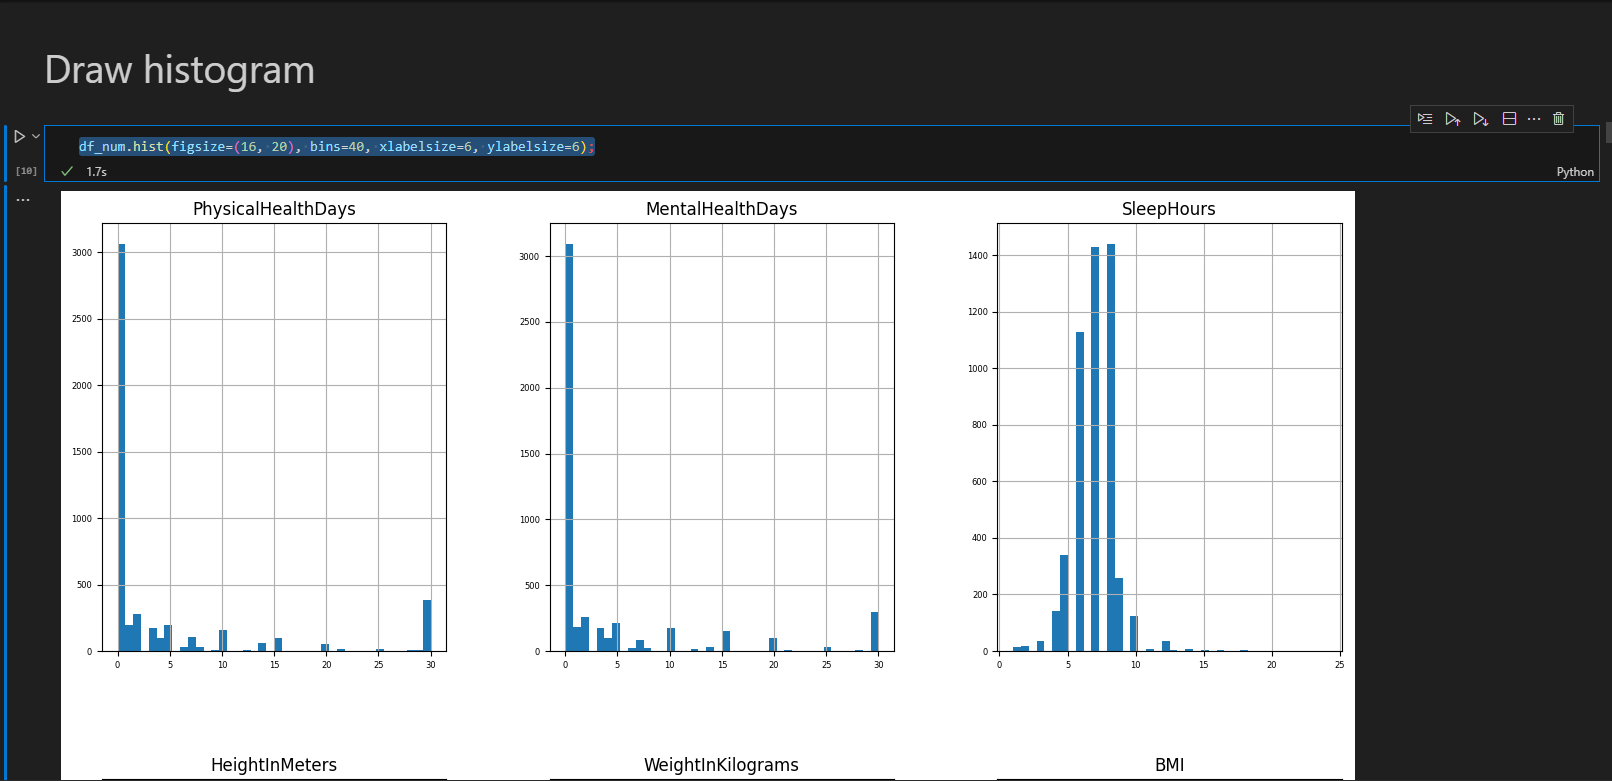 Draw histogram
df_num.hist(figsize=(16, 20), bins=40, xlabelsize=6, ylabelsize=6);
[10]
1.7s
Python
PhysicalHealthDays
3000
2500
2000
1500
1000
500
0
0 5 10 15 20 25 30
MentalHealthDays
3000
2500
2000
1500
1000
500
0
0 5 10 15 20 25 30
SleepHours
1400
1200
1000
800
600
400
200
0
0 5 10 15 20 25
HeightInMeters
WeightInKilograms
BMI